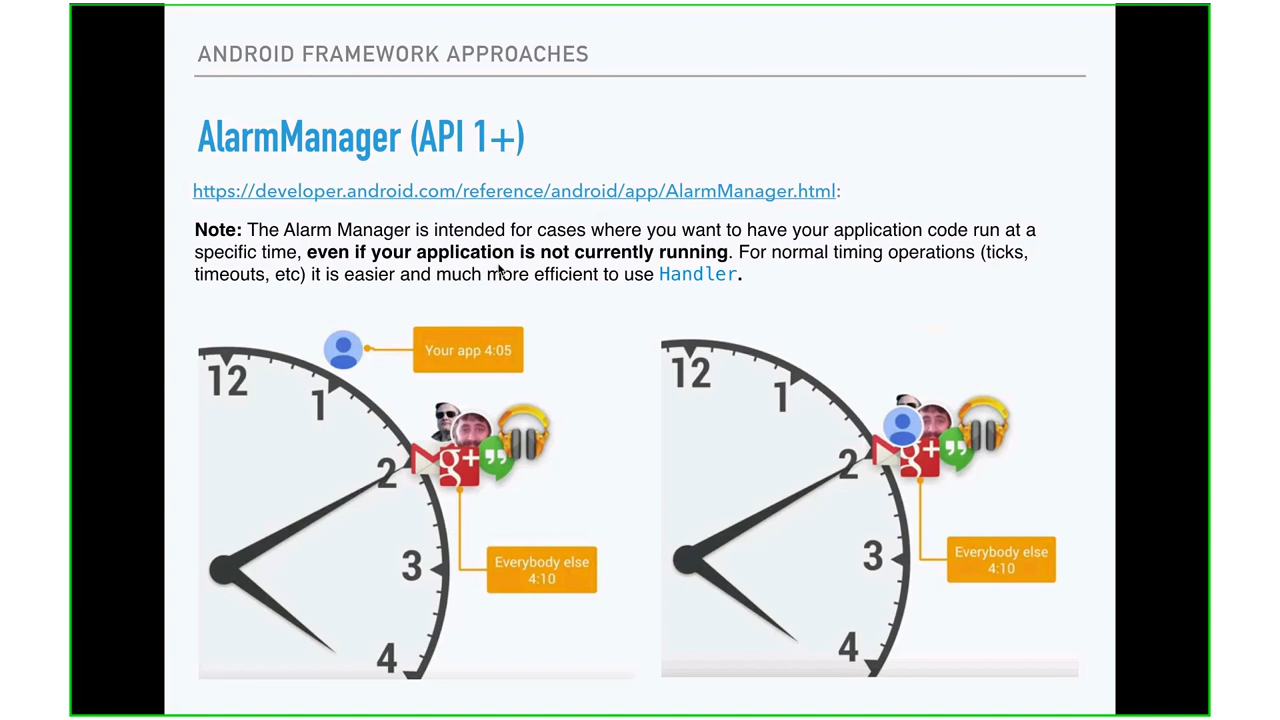 ANDROID FRAMEWORK APPROACHES
AlarmManager (API 1+)
https://developer.android.com/reference/android/app/AlarmManager.html:
Note: The Alarm Manager is intended for cases where you want to have your application code run at a
specific time, even if your application is not currently running. For normal timing operations (ticks,
timeouts, etc) it is easier and much more efficient to use Handler.
Your app 4:05
12
1
2
3
4
g+
Everybody else
4:10
12
1
2
3
4
g+
Everybody else
4:10